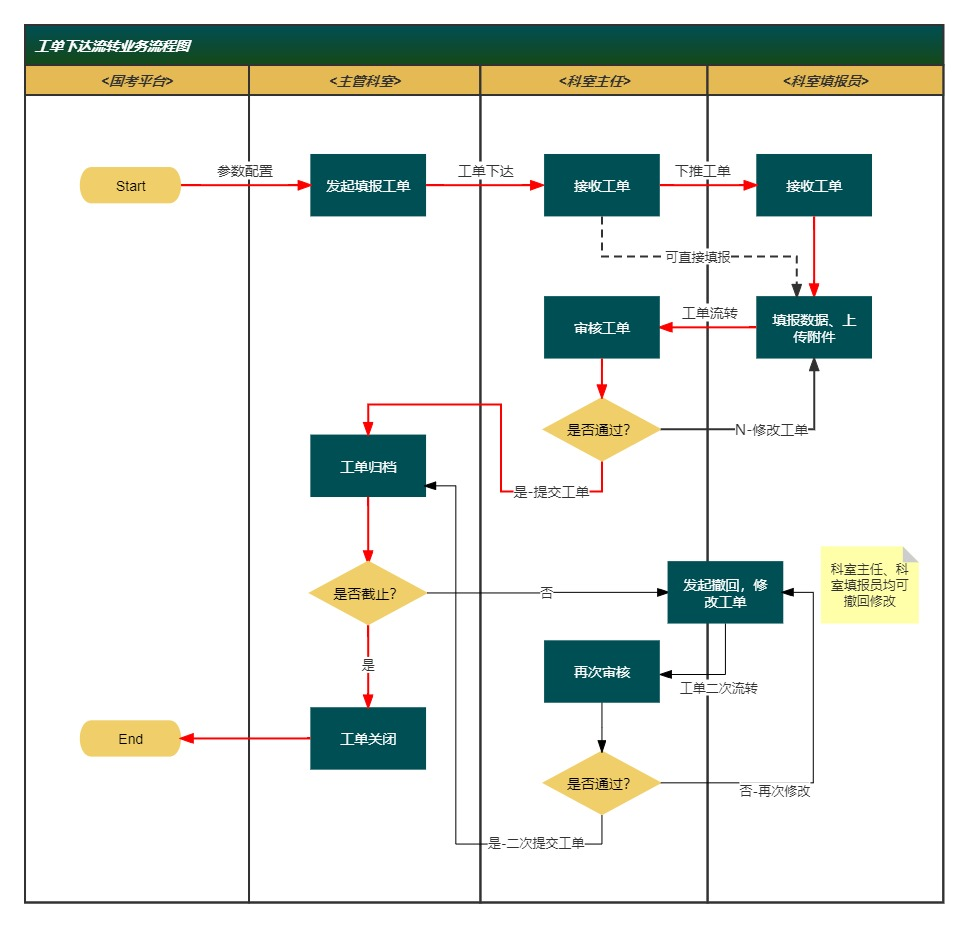 工单下达流转业务流程图
<国考平台>
<主管科室>
<科室主任>
<科室填报员>
Start
参数配置
发起填报工单
工单下达
接收工单
下推工单
接收工单
可直接填报
审核工单
工单流转
填报数据、上
传附件
是否通过?
N-修改工单
工单归档
是-提交工单
是否截止?
否
发起撤回，修
改工单
科室主任、科
室填报员均可
撤回修改
是
再次审核
工单二次流转
End
工单关闭
是否通过?
否-再次修改
是-二次提交工单